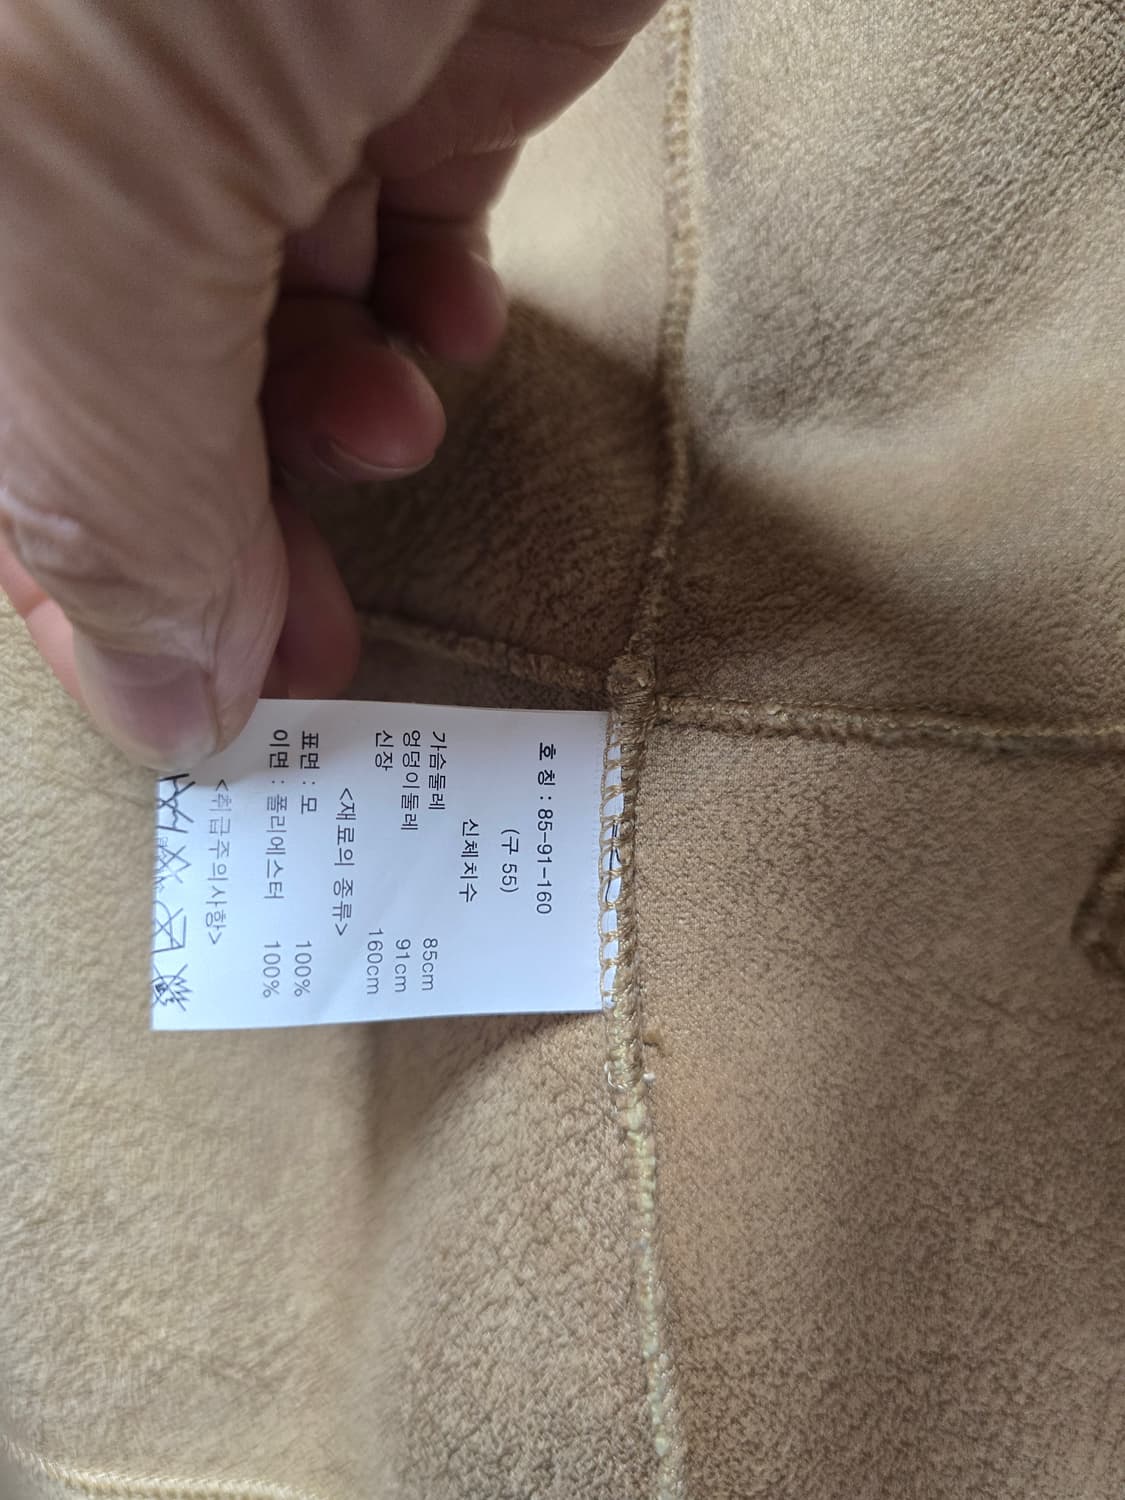 호 칭 : 85-91-160
(구 55)
신체치수
가슴둘레 85cm
엉덩이둘레 91cm
신장 160cm
<재료의 종류>
표면 : 모 100%
이면 : 폴리에스터 100%
<취급주의사항>